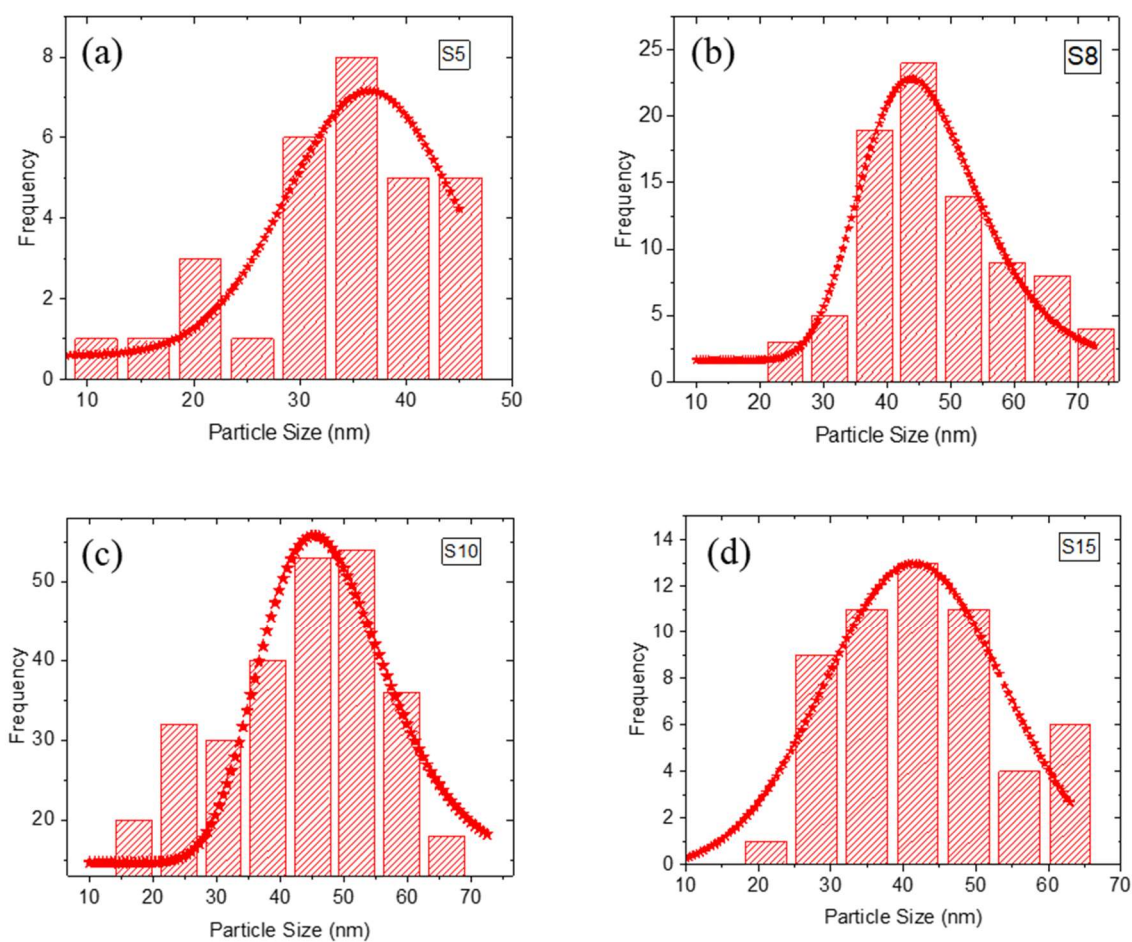 (a)
S5
8
6
4
2
0
Frequency
10 20 30 40 50
Particle Size (nm)
(b)
S8
25
20
15
10
5
0
Frequency
10 20 30 40 50 60 70
Particle Size (nm)
(c)
S10
50
40
30
20
Frequency
10 20 30 40 50 60 70
Particle Size (nm)
(d)
S15
14
12
10
8
6
4
2
0
Frequency
10 20 30 40 50 60 70
Particle Size (nm)